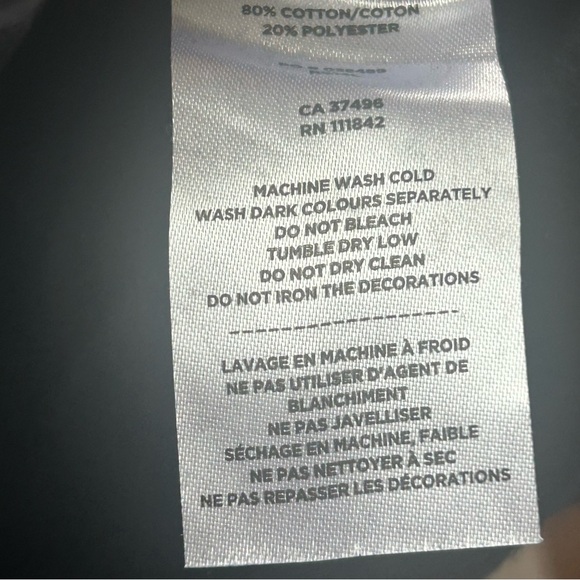 80% COTTON/COTON
20% POLYESTER
CA 37496
RN 111842
MACHINE WASH COLD
WASH DARK COLOURS SEPARATELY
DO NOT BLEACH
TUMBLE DRY LOW
DO NOT DRY CLEAN
DO NOT IRON THE DECORATIONS
LAVAGE EN MACHINE À FROID
NE PAS UTILISER D'AGENT DE
BLANCHIMENT
NE PAS JAVELLISER
SÉCHAGE EN MACHINE, FAIBLE
NE PAS NETTOYER À SEC
NE PAS REPASSER LES DÉCORATIONS